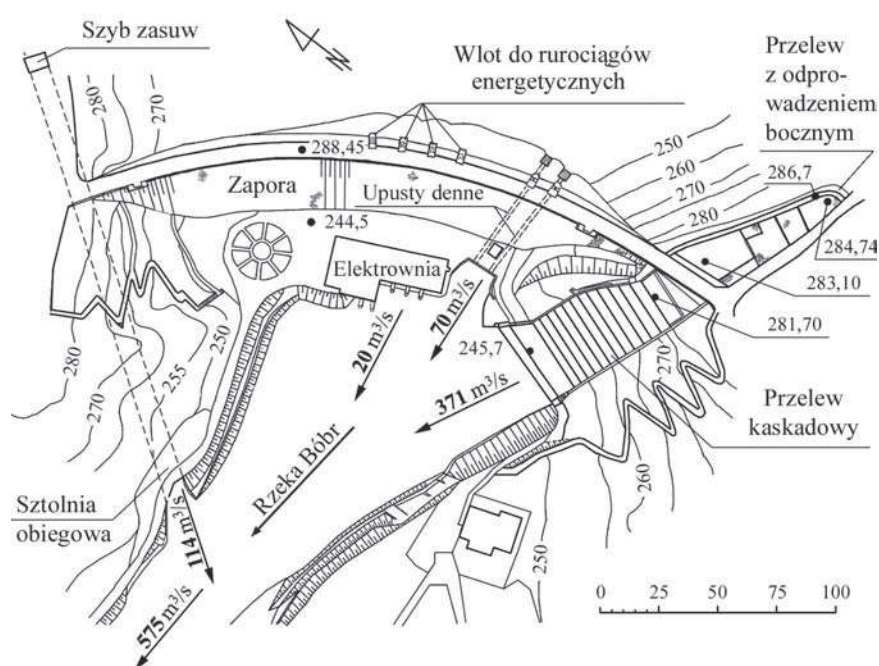 Szyb zasuw
Wlot do rurociągów
energetycznych
Przelew
z odpro-
wadzeniem
bocznym
280
270
288,45
250
260
270
280
286,7
Zapora
Upusty denne
244,5
284,74
Elektrownia
283,10
70 m³/s
281,70
250
20 m³/s
245,7
280
270
255
371 m³/s
270
Przelew
kaskadowy
Rzeka Bóbr
260
Sztolnia
obiegowa
114 m³/s
250
575 m³/s
0 25 50 75 100